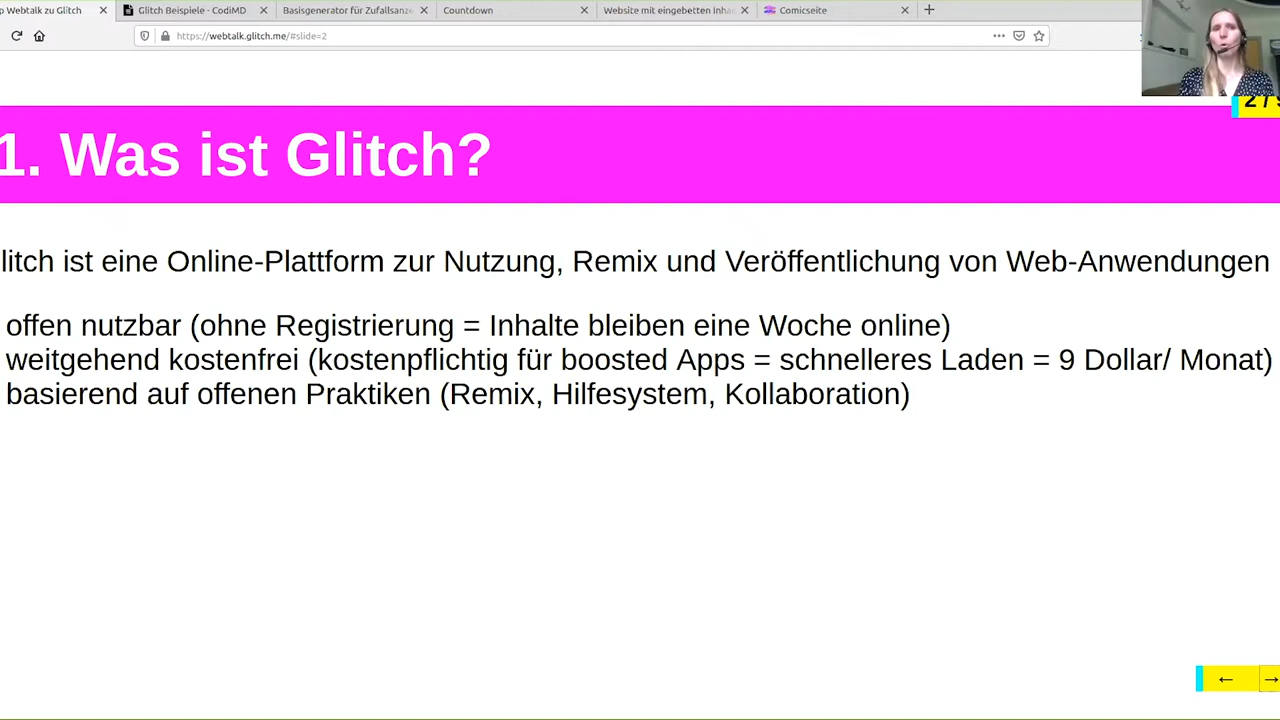 p Webtalk zu Glitch
Glitch Beispiele - CodiMD
Basisgenerator für Zufallsanze
Countdown
Website mit eingebetten Inha
Comicseite
https://webtalk.glitch.me/#slide=2
2 /
1. Was ist Glitch?
litch ist eine Online-Plattform zur Nutzung, Remix und Veröffentlichung von Web-Anwendungen
offen nutzbar (ohne Registrierung = Inhalte bleiben eine Woche online)
weitgehend kostenfrei (kostenpflichtig für boosted Apps = schnelleres Laden = 9 Dollar/ Monat)
basierend auf offenen Praktiken (Remix, Hilfesystem, Kollaboration)
← →